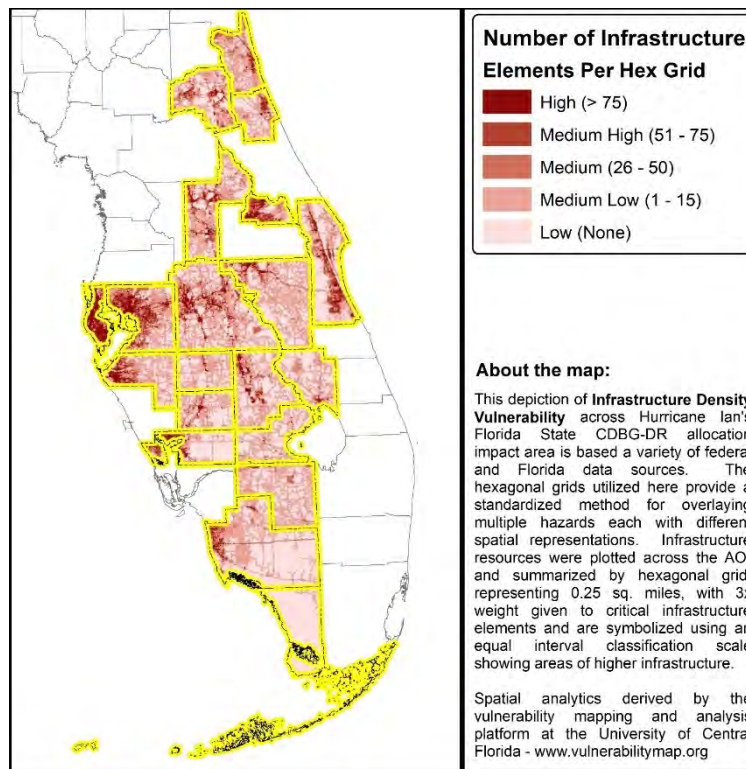 Number of Infrastructure
Elements Per Hex Grid
High (> 75)
Medium High (51 - 75)
Medium (26 - 50)
Medium Low (1 - 15)
Low (None)
About the map:
This depiction of Infrastructure Density
Vulnerability across Hurricane Ian's
Florida State CDBG-DR allocation
impact area is based a variety of federa
and Florida data sources. The
hexagonal grids utilized here provide a
standardized method for overlaying
multiple hazards each with differen
spatial representations. Infrastructure
resources were plotted across the AO
and summarized by hexagonal grid
representing 0.25 sq. miles, with 3x
weight given to critical infrastructure
elements and are symbolized using an
equal interval classification scale
showing areas of higher infrastructure.
Spatial analytics derived by the
vulnerability mapping and analysis
platform at the University of Centra
Florida - www.vulnerabilitymap.org